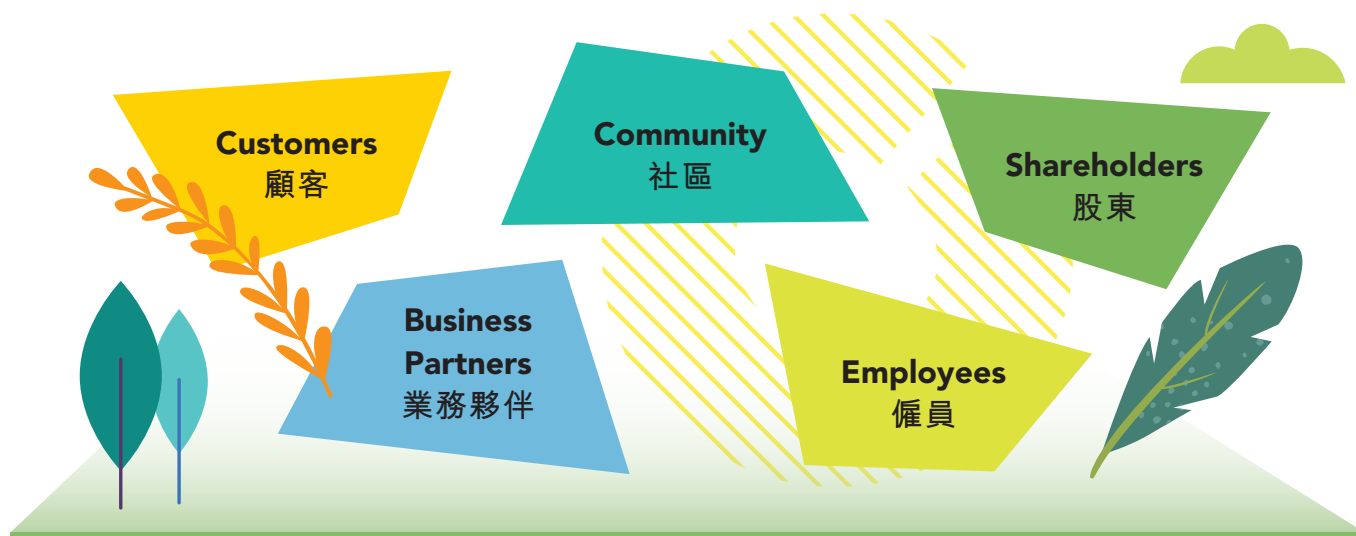 Customers
顧客
Community
社區
Shareholders
股東
Business
Partners
業務夥伴
Employees
僱員